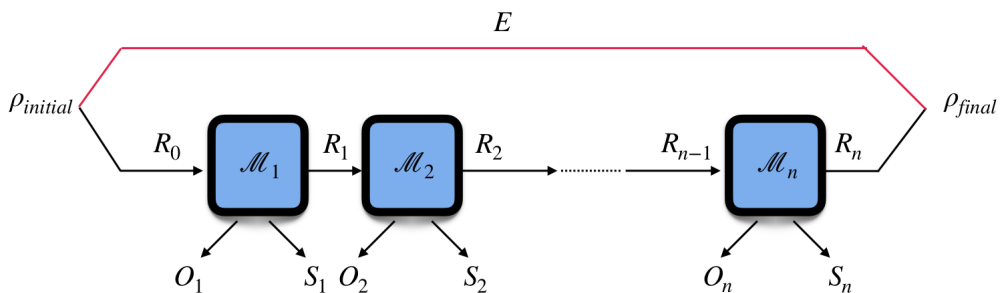 E
ρ_initial ρ_final
R_0 ℳ_1 R_1 ℳ_2 R_2 R_{n−1} ℳ_n R_n
O_1 S_1 O_2 S_2 O_n S_n